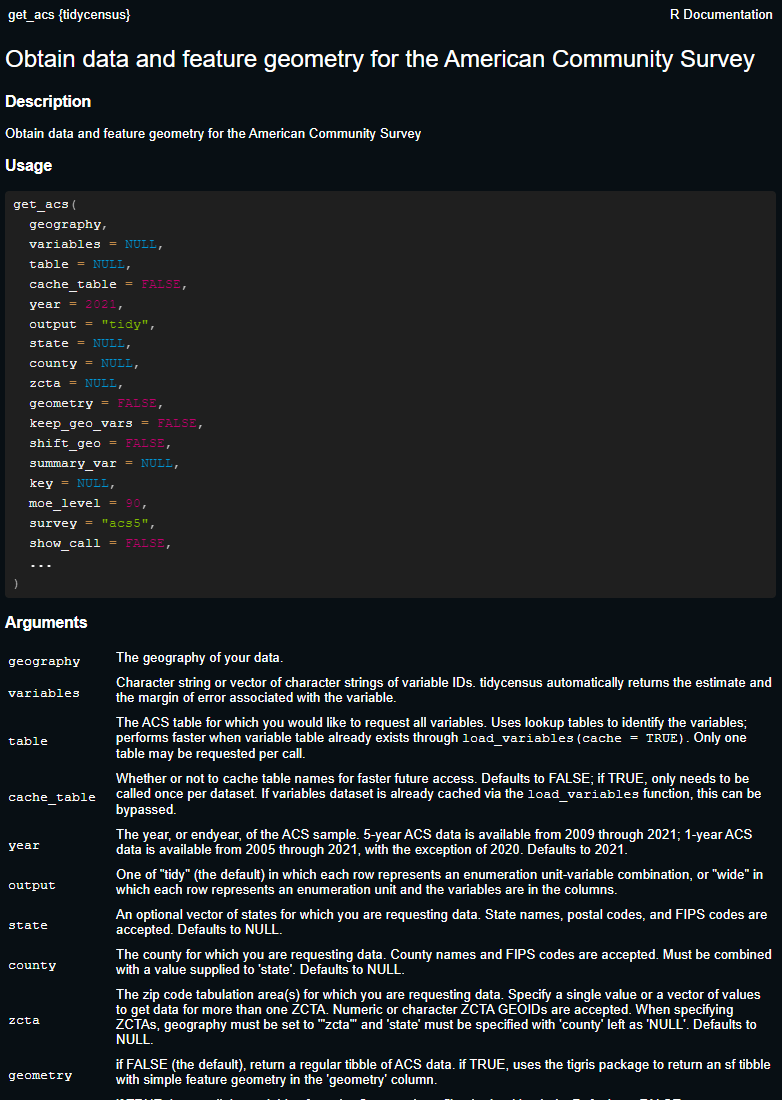 get_acs {tidycensus}
R Documentation
Obtain data and feature geometry for the American Community Survey
Description
Obtain data and feature geometry for the American Community Survey
Usage
get_acs(
  geography,
  variables = NULL,
  table = NULL,
  cache_table = FALSE,
  year = 2021,
  output = "tidy",
  state = NULL,
  county = NULL,
  zcta = NULL,
  geometry = FALSE,
  keep_geo_vars = FALSE,
  shift_geo = FALSE,
  summary_var = NULL,
  key = NULL,
  moe_level = 90,
  survey = "acs5",
  show_call = FALSE,
  ...
)
Arguments
geography
The geography of your data.
variables
Character string or vector of character strings of variable IDs. tidycensus automatically returns the estimate and
the margin of error associated with the variable.
table
The ACS table for which you would like to request all variables. Uses lookup tables to identify the variables;
performs faster when variable table already exists through load_variables(cache = TRUE). Only one
table may be requested per call.
cache_table
Whether or not to cache table names for faster future access. Defaults to FALSE; if TRUE, only needs to be
called once per dataset. If variables dataset is already cached via the load_variables function, this can be
bypassed.
year
The year, or endyear, of the ACS sample. 5-year ACS data is available from 2009 through 2021; 1-year ACS
data is available from 2005 through 2021, with the exception of 2020. Defaults to 2021.
output
One of "tidy" (the default) in which each row represents an enumeration unit-variable combination, or "wide" in
which each row represents an enumeration unit and the variables are in the columns.
state
An optional vector of states for which you are requesting data. State names, postal codes, and FIPS codes are
accepted. Defaults to NULL.
county
The county for which you are requesting data. County names and FIPS codes are accepted. Must be combined
with a value supplied to 'state'. Defaults to NULL.
zcta
The zip code tabulation area(s) for which you are requesting data. Specify a single value or a vector of values
to get data for more than one ZCTA. Numeric or character ZCTA GEOIDs are accepted. When specifying
ZCTAs, geography must be set to '"zcta"' and 'state' must be specified with 'county' left as 'NULL'. Defaults to
NULL.
geometry
if FALSE (the default), return a regular tibble of ACS data. if TRUE, uses the tigris package to return an sf tibble
with simple feature geometry in the 'geometry' column.